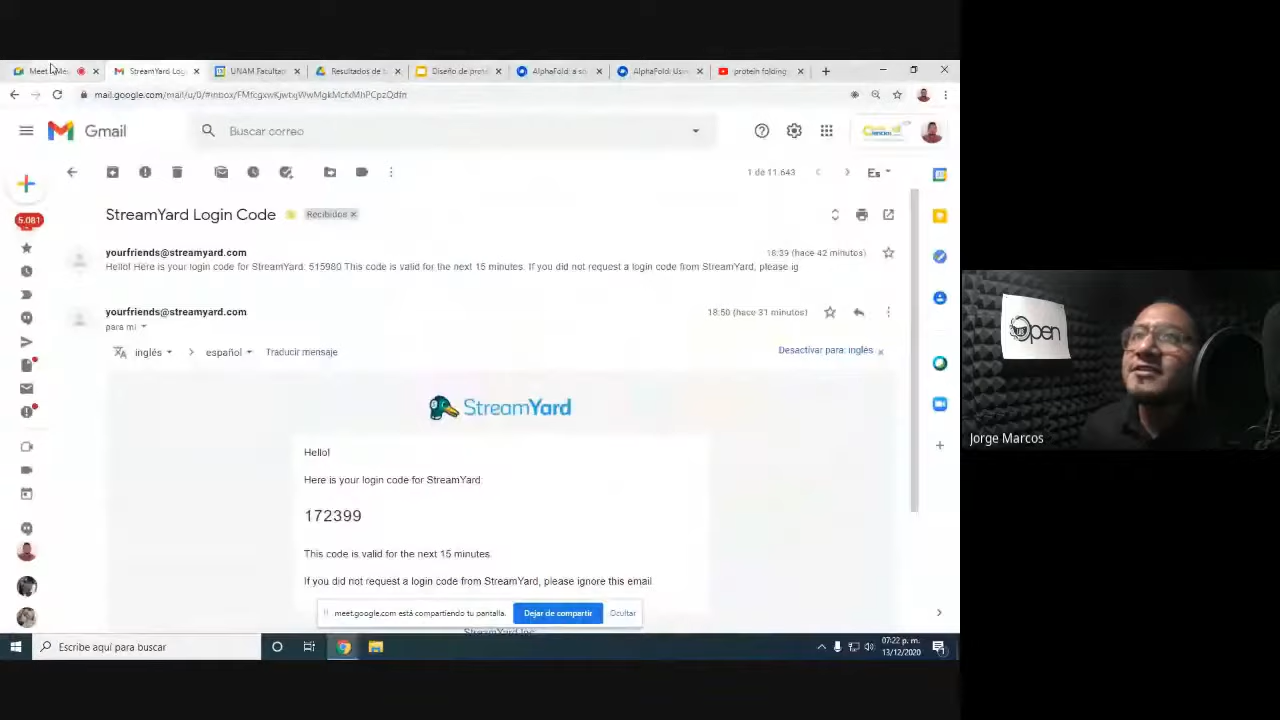 Meet
StreamYard Log
UNAM Facultad
Resultados de
Diseño de prot
AlphaFold: a s
AlphaFold: Usin
protein folding
mail.google.com/mail/u/0/#inbox/
Gmail
Buscar correo
1 de 11.643
Es
5.081
StreamYard Login Code
Recibidos
yourfriends@streamyard.com
18:39 (hace 42 minutos)
Hello! Here is your login code for StreamYard: 515980 This code is valid for the next 15 minutes. If you did not request a login code from StreamYard, please ig
yourfriends@streamyard.com
18:50 (hace 31 minutos)
para mí
inglés
español
Traducir mensaje
Desactivar para: inglés
StreamYard
Hello!
Here is your login code for StreamYard:
172399
This code is valid for the next 15 minutes.
If you did not request a login code from StreamYard, please ignore this email
meet.google.com está compartiendo tu pantalla.
Dejar de compartir
Ocultar
StreamYard Inc
Escribe aquí para buscar
07:22 p. m.
13/12/2020
Open
Jorge Marcos